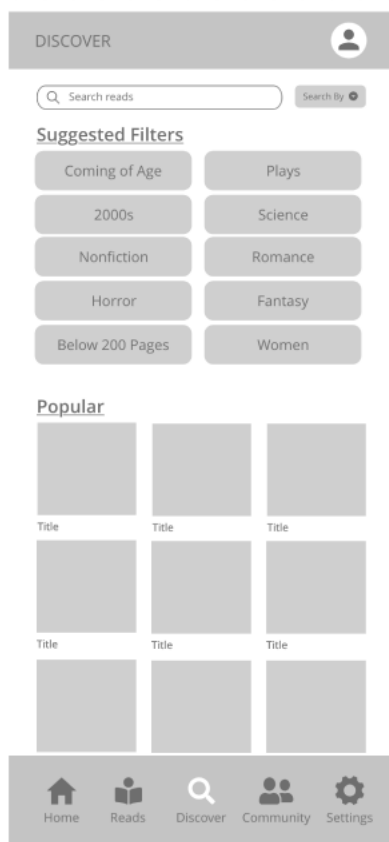 DISCOVER
Search reads
Search By
Suggested Filters
Coming of Age
Plays
2000s
Science
Nonfiction
Romance
Horror
Fantasy
Below 200 Pages
Women
Popular
Title Title Title
Title Title Title
Home Reads Discover Community Settings